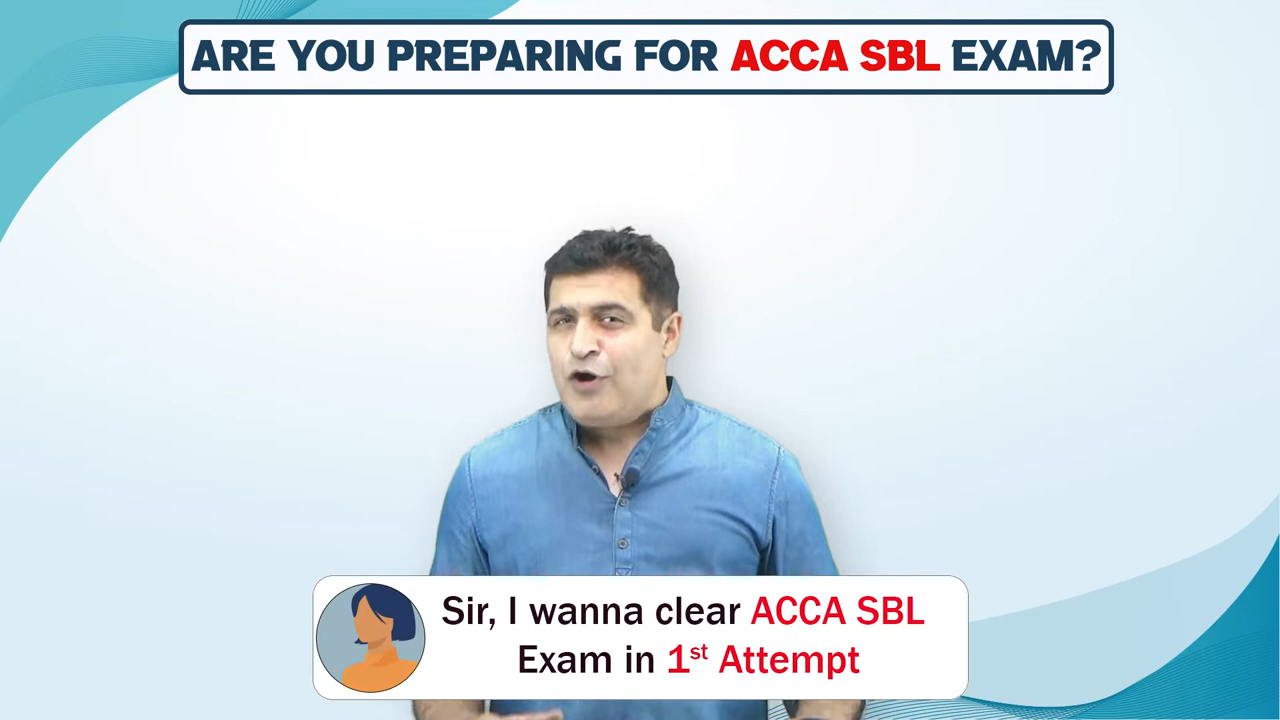 ARE YOU PREPARING FOR ACCA SBL EXAM?
Sir, I wanna clear ACCA SBL
Exam in 1st Attempt